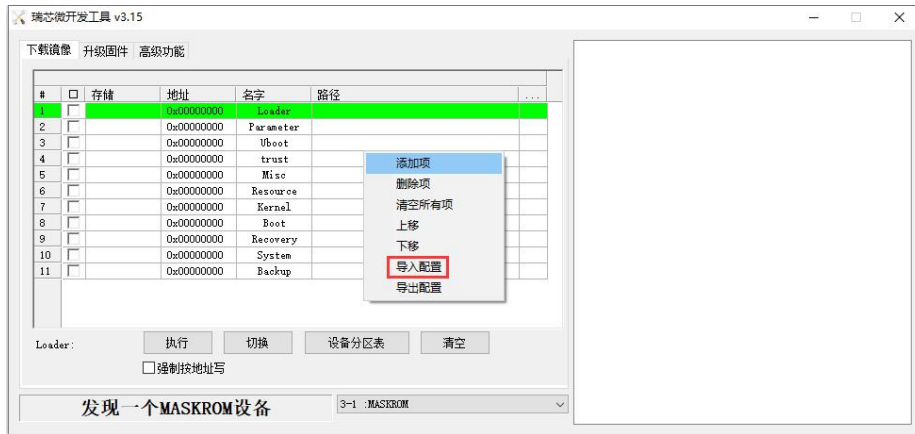 瑞芯微开发工具 v3.15
下载镜像 升级固件 高级功能
# 存储 地址 名字 路径 ...
1 0x00000000 Loader
2 0x00000000 Parameter
3 0x00000000 Uboot
4 0x00000000 trust
5 0x00000000 Misc
6 0x00000000 Resource
7 0x00000000 Kernel
8 0x00000000 Boot
9 0x00000000 Recovery
10 0x00000000 System
11 0x00000000 Backup
添加项
删除项
清空所有项
上移
下移
导入配置
导出配置
Loader: 执行 切换 设备分区表 清空
强制按地址写
发现一个MASKROM设备 3-1 :MASKROM